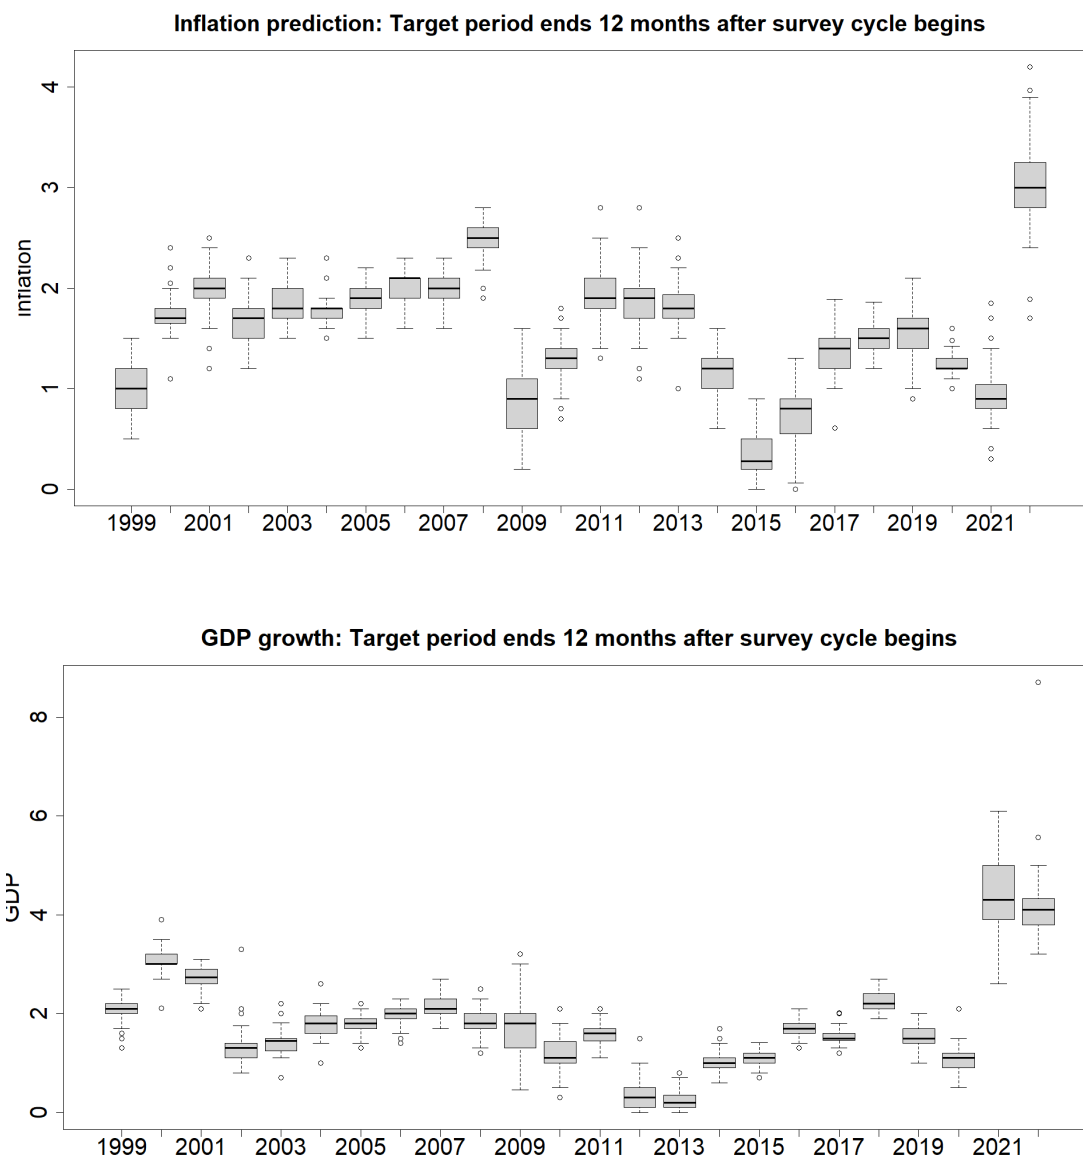 Inflation prediction: Target period ends 12 months after survey cycle begins
Inflation
4
3
2
1
0
1999 2001 2003 2005 2007 2009 2011 2013 2015 2017 2019 2021
GDP growth: Target period ends 12 months after survey cycle begins
GDP
8
6
4
2
0
1999 2001 2003 2005 2007 2009 2011 2013 2015 2017 2019 2021